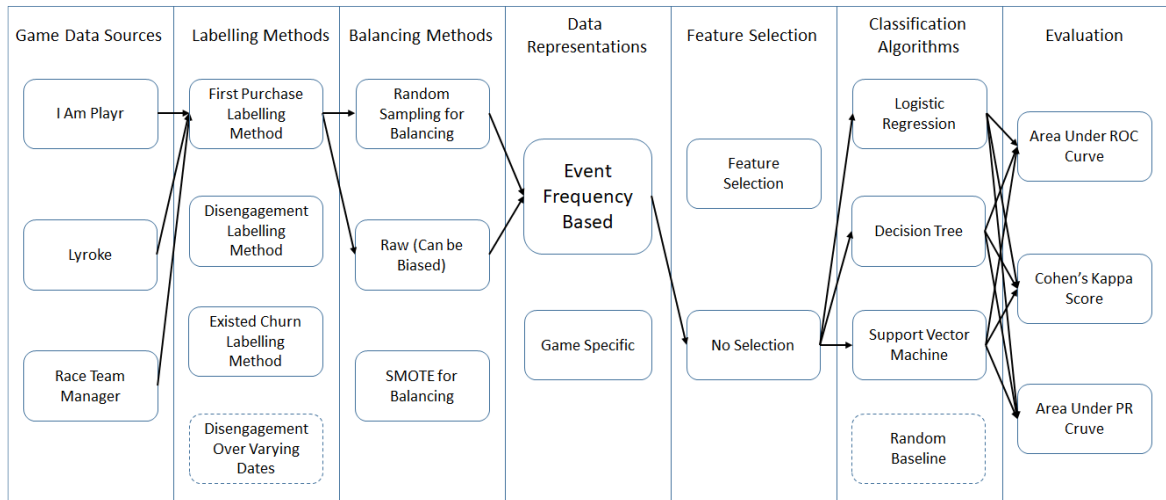 Game Data Sources
I Am Playr
Lyroke
Race Team
Manager
Labelling Methods
First Purchase
Labelling
Method
Disengagement
Labelling
Method
Existed Churn
Labelling
Method
Disengagement
Over Varying
Dates
Balancing Methods
Random
Sampling for
Balancing
Raw (Can be
Biased)
SMOTE for
Balancing
Data
Representations
Event
Frequency
Based
Game Specific
Feature Selection
Feature
Selection
No Selection
Classification
Algorithms
Logistic
Regression
Decision Tree
Support Vector
Machine
Random
Baseline
Evaluation
Area Under ROC
Curve
Cohen's Kappa
Score
Area Under PR
Cruve